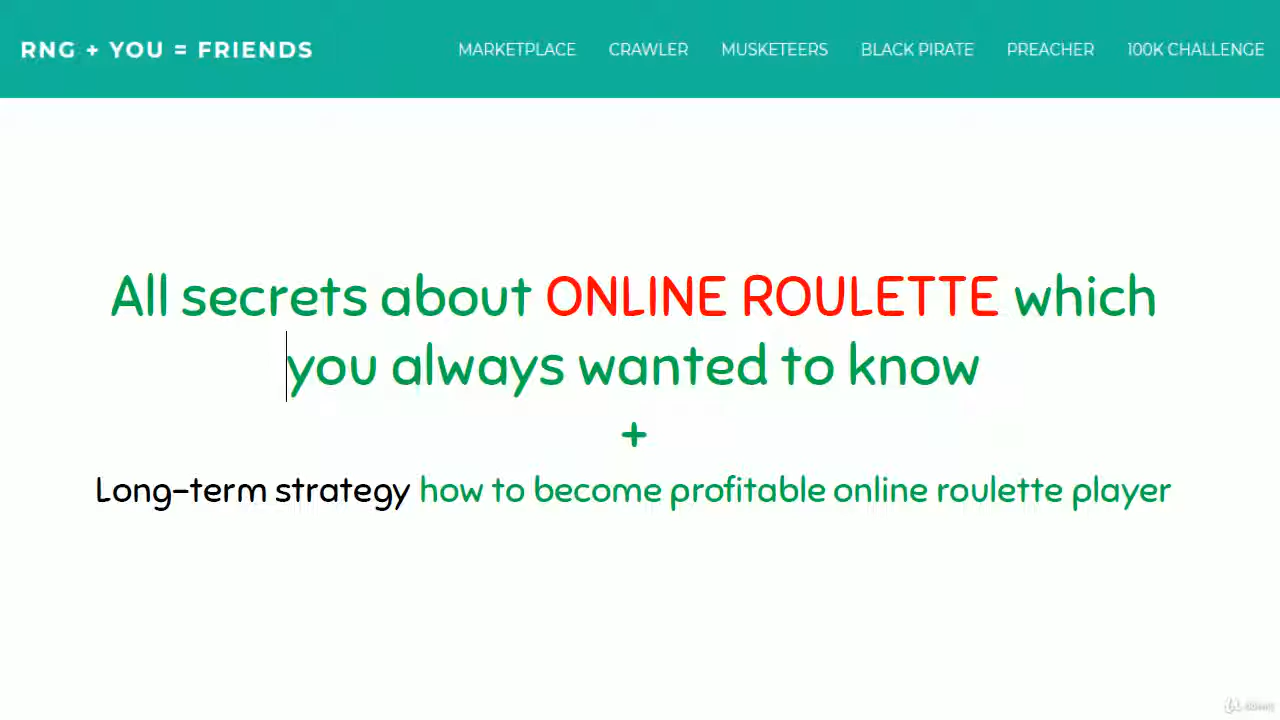 RNG + YOU = FRIENDS MARKETPLACE CRAWLER MUSKETEERS BLACK PIRATE PREACHER 100K CHALLENGE
All secrets about ONLINE ROULETTE which
you always wanted to know
+
Long-term strategy how to become profitable online roulette player